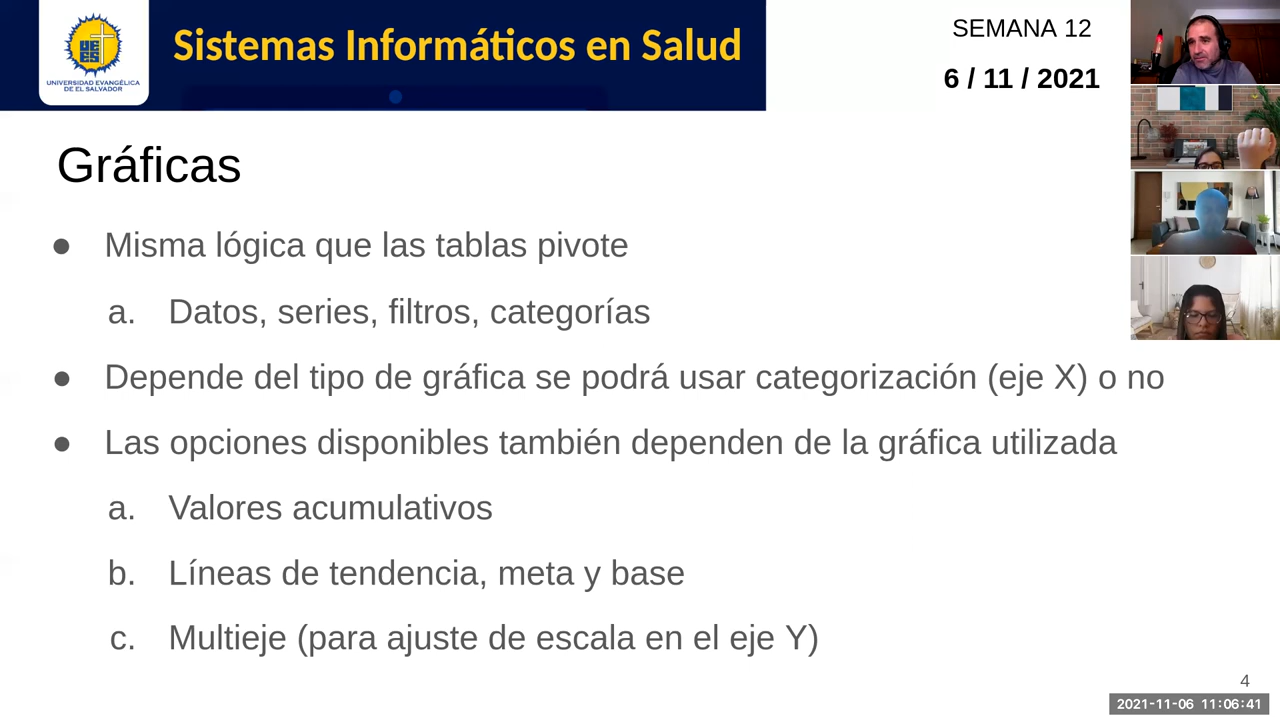 UEES
UNIVERSIDAD EVANGÉLICA
DE EL SALVADOR
Sistemas Informáticos en Salud
SEMANA 12
6 / 11 / 2021
Gráficas
● Misma lógica que las tablas pivote
a. Datos, series, filtros, categorías
● Depende del tipo de gráfica se podrá usar categorización (eje X) o no
● Las opciones disponibles también dependen de la gráfica utilizada
a. Valores acumulativos
b. Líneas de tendencia, meta y base
c. Multieje (para ajuste de escala en el eje Y)
4
2021-11-06 11:06:41